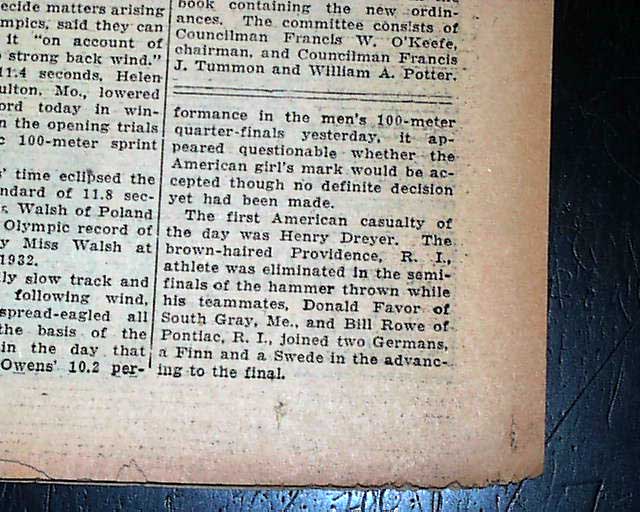 ecide matters arising
mpics, said they can
it "on account of
strong back wind."
11.4 seconds, Helen
ulton, Mo., lowered
ord today in win-
n the opening trials
c 100-meter sprint
' time eclipsed the
ndard of 11.8 sec-
Walsh of Poland
Olympic record of
y Miss Walsh at
1932.
ly slow track and
following wind,
spread-eagled all
the basis of the
in the day that
Owens' 10.2 per-
book containing the new ordin-
ances. The committee consists of
Councilman Francis W. O'Keefe,
chairman, and Councilman Francis
J. Tummon and William A. Potter.
formance in the men's 100-meter
quarter-finals yesterday, it ap-
peared questionable whether the
American girl's mark would be ac-
cepted though no definite decision
yet had been made.
The first American casualty of
the day was Henry Dreyer. The
brown-haired Providence, R. I.,
athlete was eliminated in the semi-
finals of the hammer thrown while
his teammates, Donald Favor of
South Gray, Me., and Bill Rowe of
Pontiac, R. I., joined two Germans,
a Finn and a Swede in the advanc-
ing to the final.